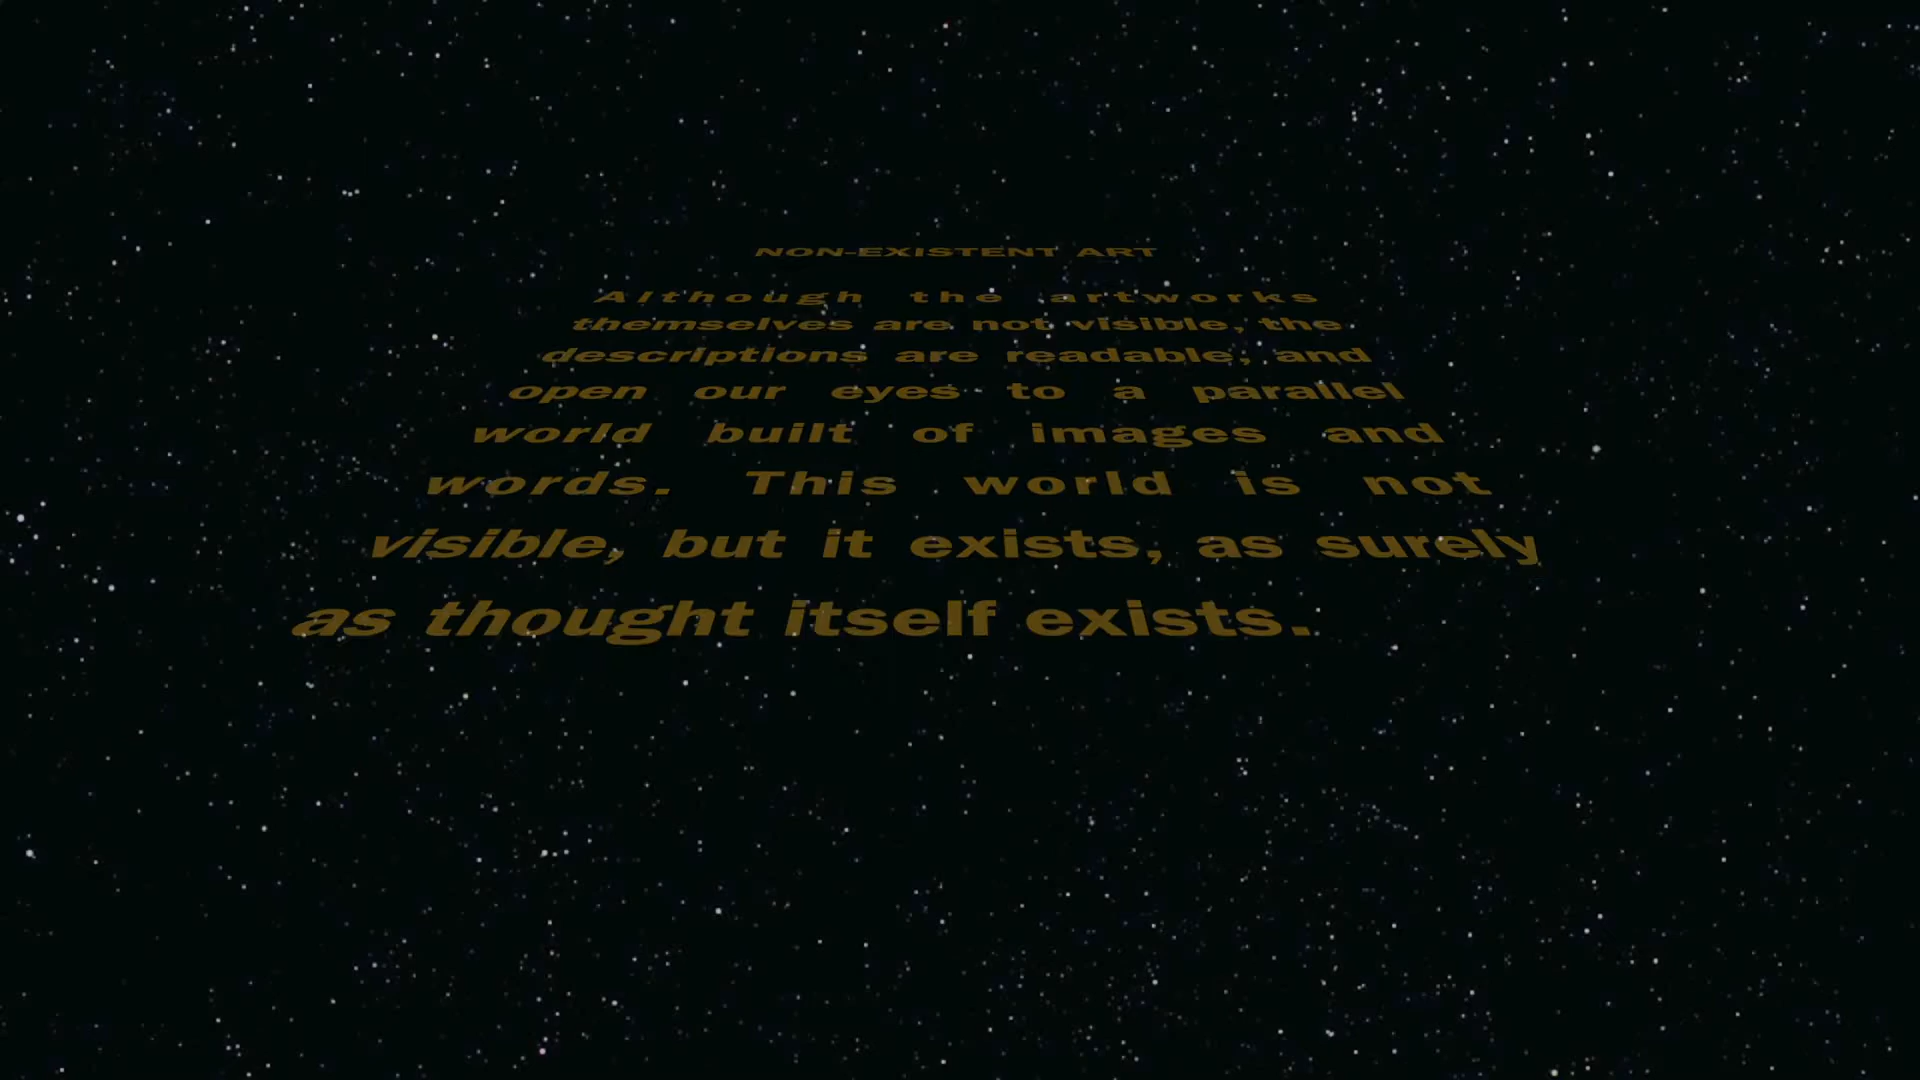 NON-EXISTENT ART
Although the artworks
themselves are not visible, the
descriptions are readable, and
open our eyes to a parallel
world built of images and
words. This world is not
visible, but it exists, as surely
as thought itself exists.